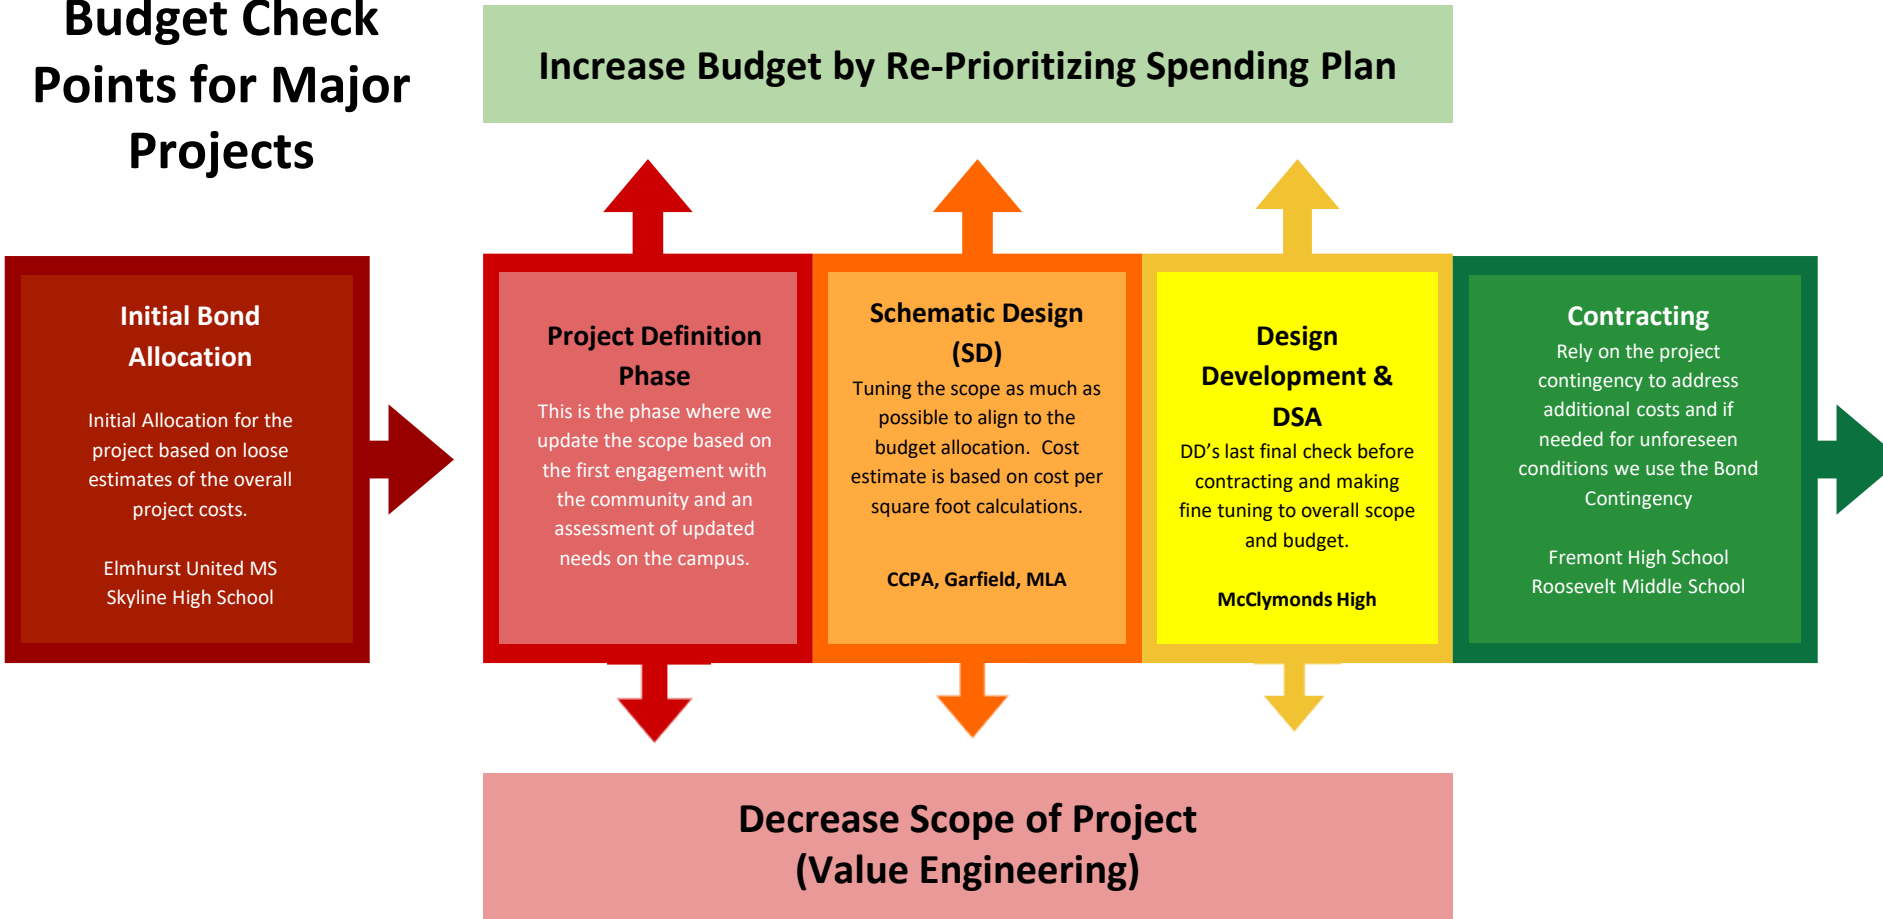 Budget Check
Points for Major
Projects
Increase Budget by Re-Prioritizing Spending Plan
Initial Bond
Allocation
Initial Allocation for the
project based on loose
estimates of the overall
project costs.
Elmhurst United MS
Skyline High School
Project Definition
Phase
This is the phase where we
update the scope based on
the first engagement with
the community and an
assessment of updated
needs on the campus.
Schematic Design
(SD)
Tuning the scope as much as
possible to align to the
budget allocation.  Cost
estimate is based on cost per
square foot calculations.
CCPA, Garfield, MLA
Design
Development &
DSA
DD’s last final check before
contracting and making
fine tuning to overall scope
and budget.
McClymonds High
Contracting
Rely on the project
contingency to address
additional costs and if
needed for unforeseen
conditions we use the Bond
Contingency
Fremont High School
Roosevelt Middle School
Decrease Scope of Project
(Value Engineering)